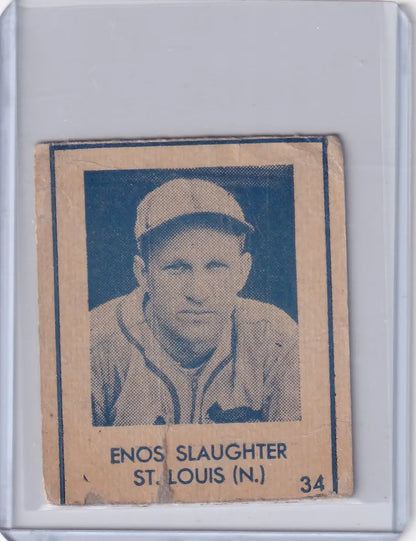 ENOS SLAUGHTER
ST. LOUIS (N.)
34